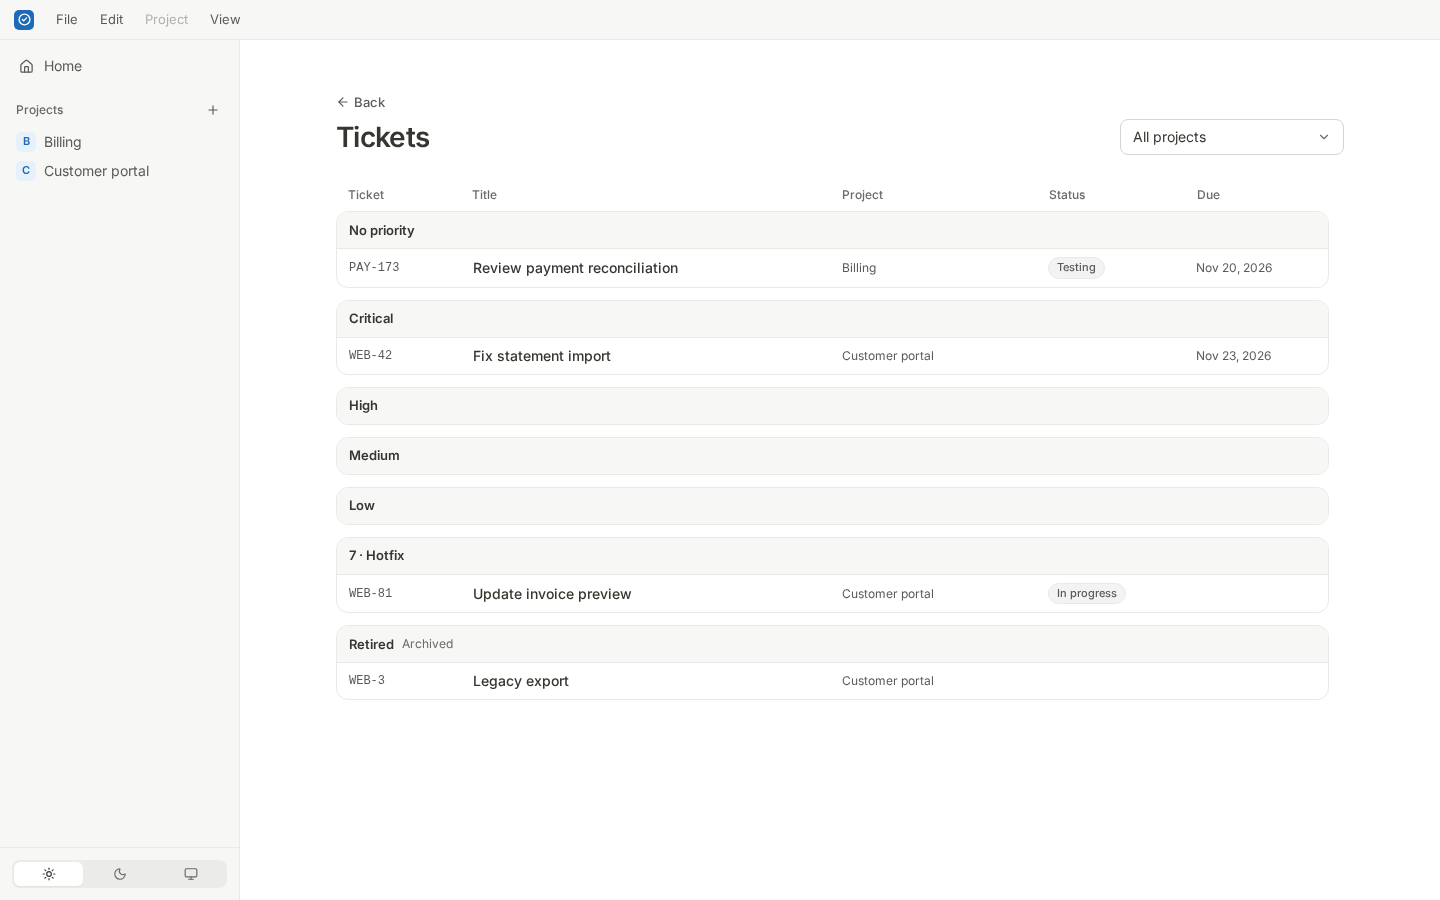 File Edit Project View
Home
Projects
B Billing
C Customer portal
Back
Tickets
All projects
Ticket Title Project Status Due
No priority
PAY-173 Review payment reconciliation Billing Testing Nov 20, 2026
Critical
WEB-42 Fix statement import Customer portal Nov 23, 2026
High
Medium
Low
7 · Hotfix
WEB-81 Update invoice preview Customer portal In progress
Retired Archived
WEB-3 Legacy export Customer portal